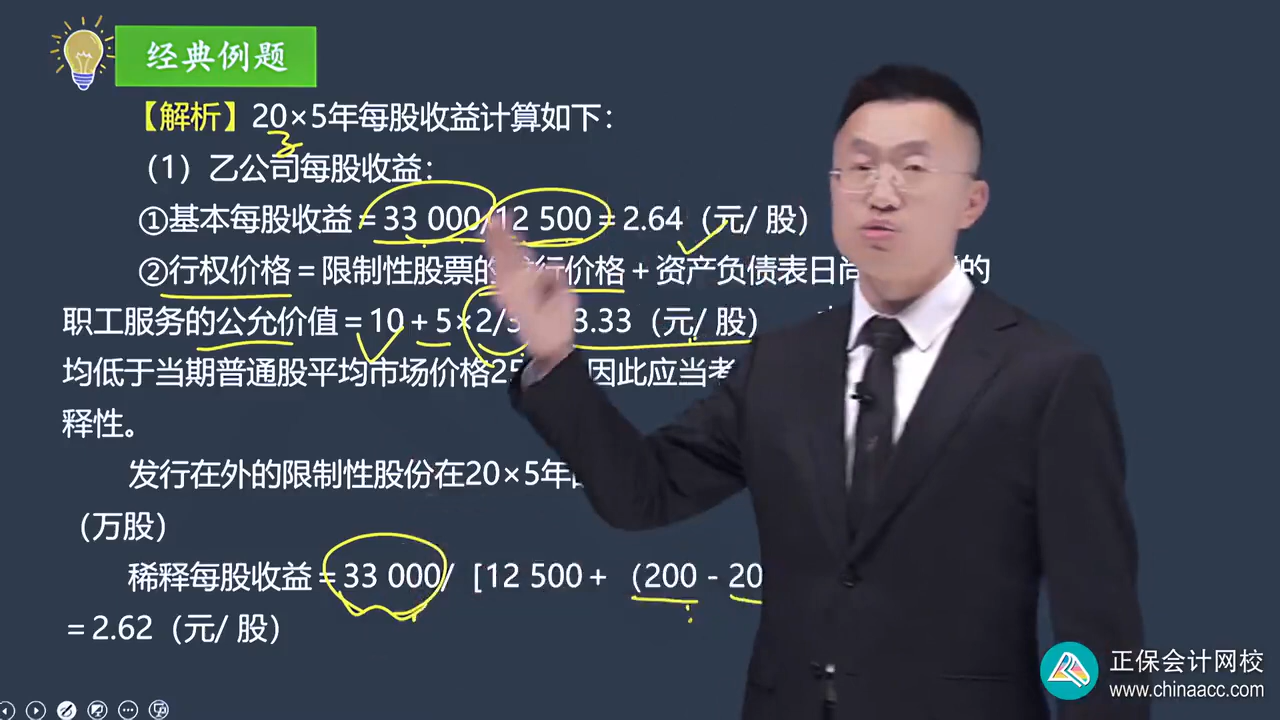 经典例题
【解析】20×5年每股收益计算如下：
（1）乙公司每股收益：
①基本每股收益＝33 000/12 500＝2.64（元/ 股）
②行权价格＝限制性股票的 行价格＋资产负债表日尚 的
职工服务的公允价值＝10＋5×2/3 3.33（元/ 股）
均低于当期普通股平均市场价格25 因此应当考
释性。
发行在外的限制性股份在20×5年
（万股）
稀释每股收益＝33 000/［12 500＋（200－20
＝2.62（元/ 股）
正保会计网校
www.chinaacc.com